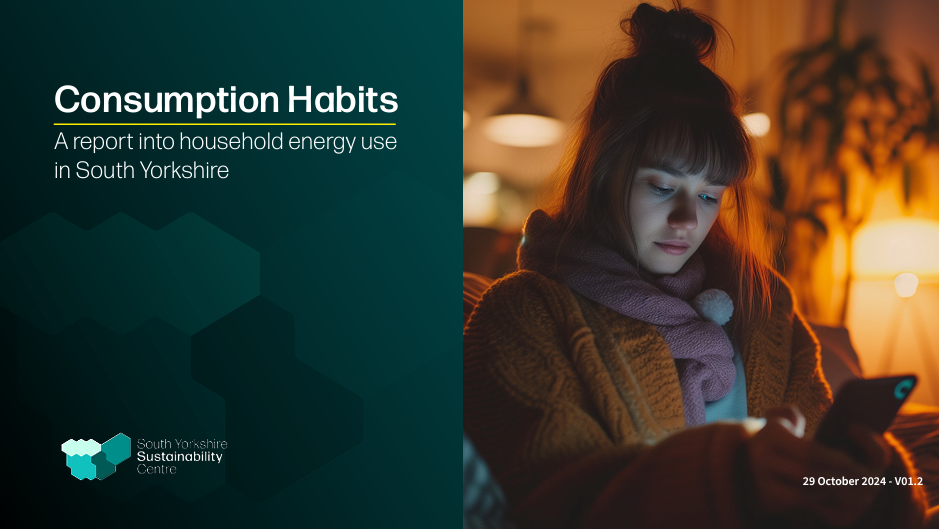 Consumption Habits
A report into household energy use
in South Yorkshire
South Yorkshire
Sustainability
Centre
29 October 2024 - V01.2